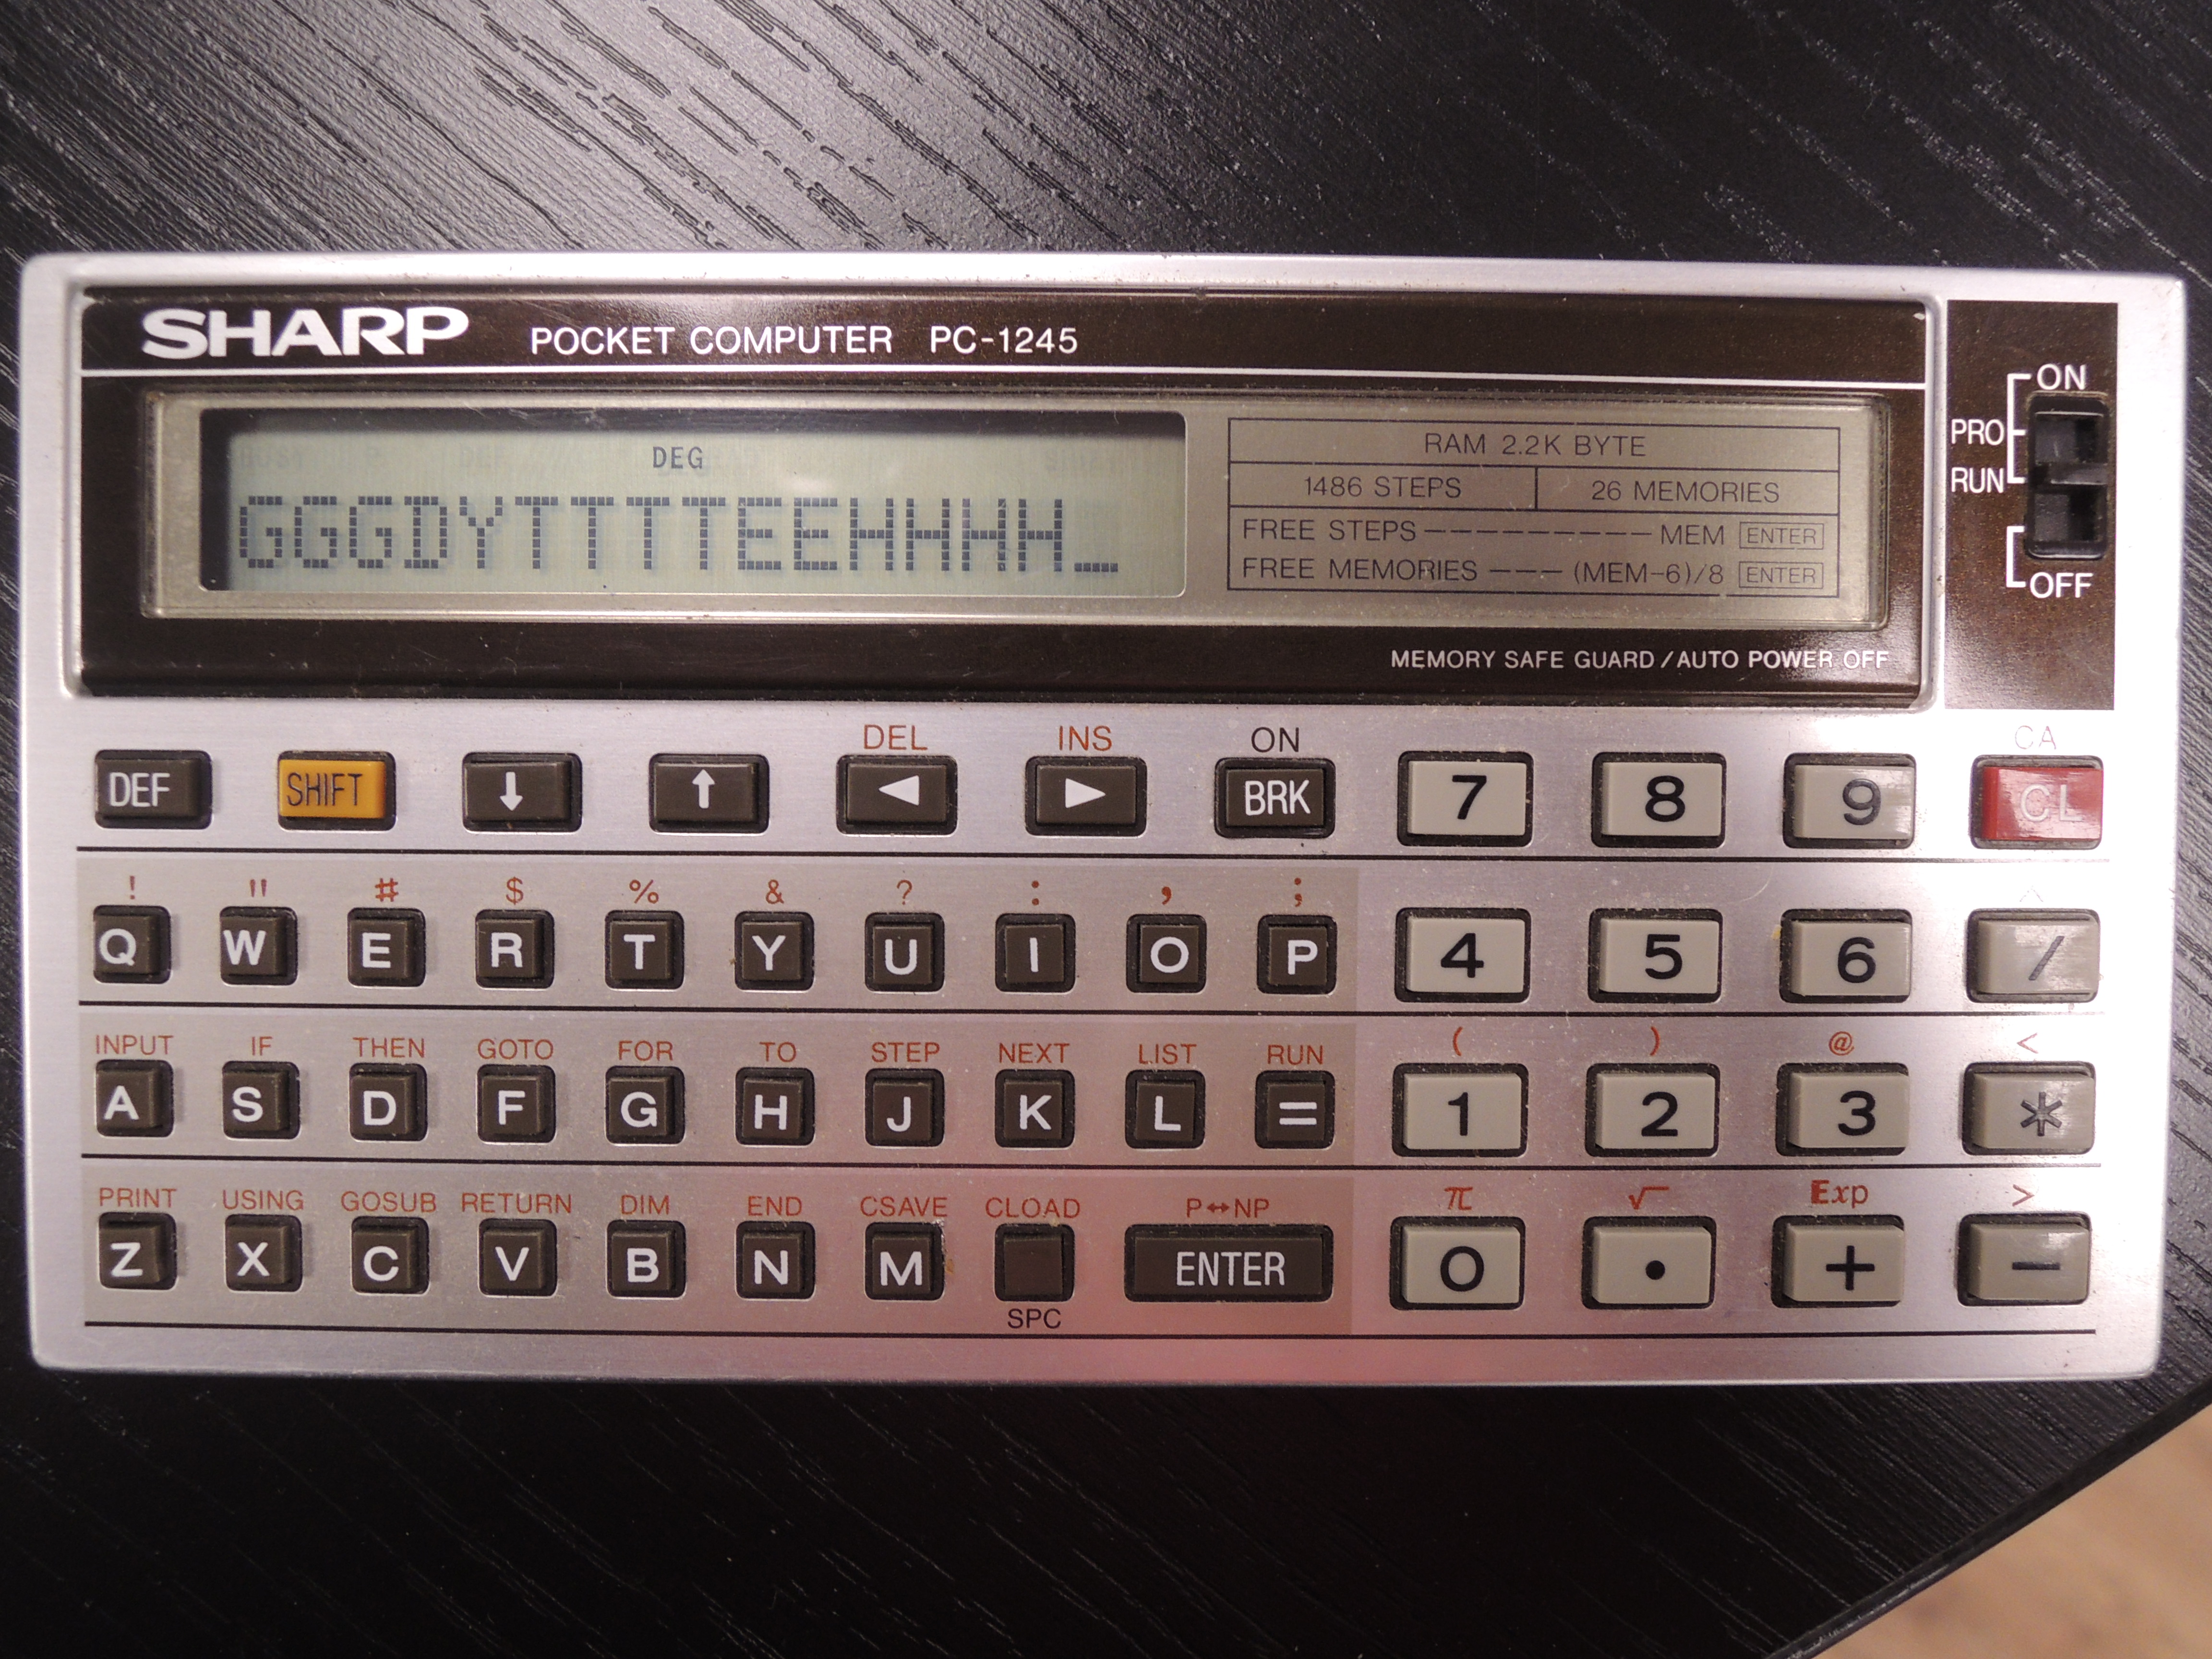 SHARP POCKET COMPUTER PC-1245
DEG
GGGDYTTTTEEHHHH_
RAM 2.2K BYTE
1486 STEPS 26 MEMORIES
FREE STEPS --------- MEM ENTER
FREE MEMORIES --- (MEM-6)/8 ENTER
MEMORY SAFE GUARD / AUTO POWER OFF
ON
PRO
RUN
OFF
DEL INS ON CA
DEF SHIFT ↓ ↑ ◀ ▶ BRK 7 8 9 CL
! " # $ % & ? : , ; ^
Q W E R T Y U I O P 4 5 6 /
INPUT IF THEN GOTO FOR TO STEP NEXT LIST RUN ( ) @ <
A S D F G H J K L = 1 2 3 *
PRINT USING GOSUB RETURN DIM END CSAVE CLOAD P↔NP π √ Exp >
Z X C V B N M ENTER 0 . + -
SPC